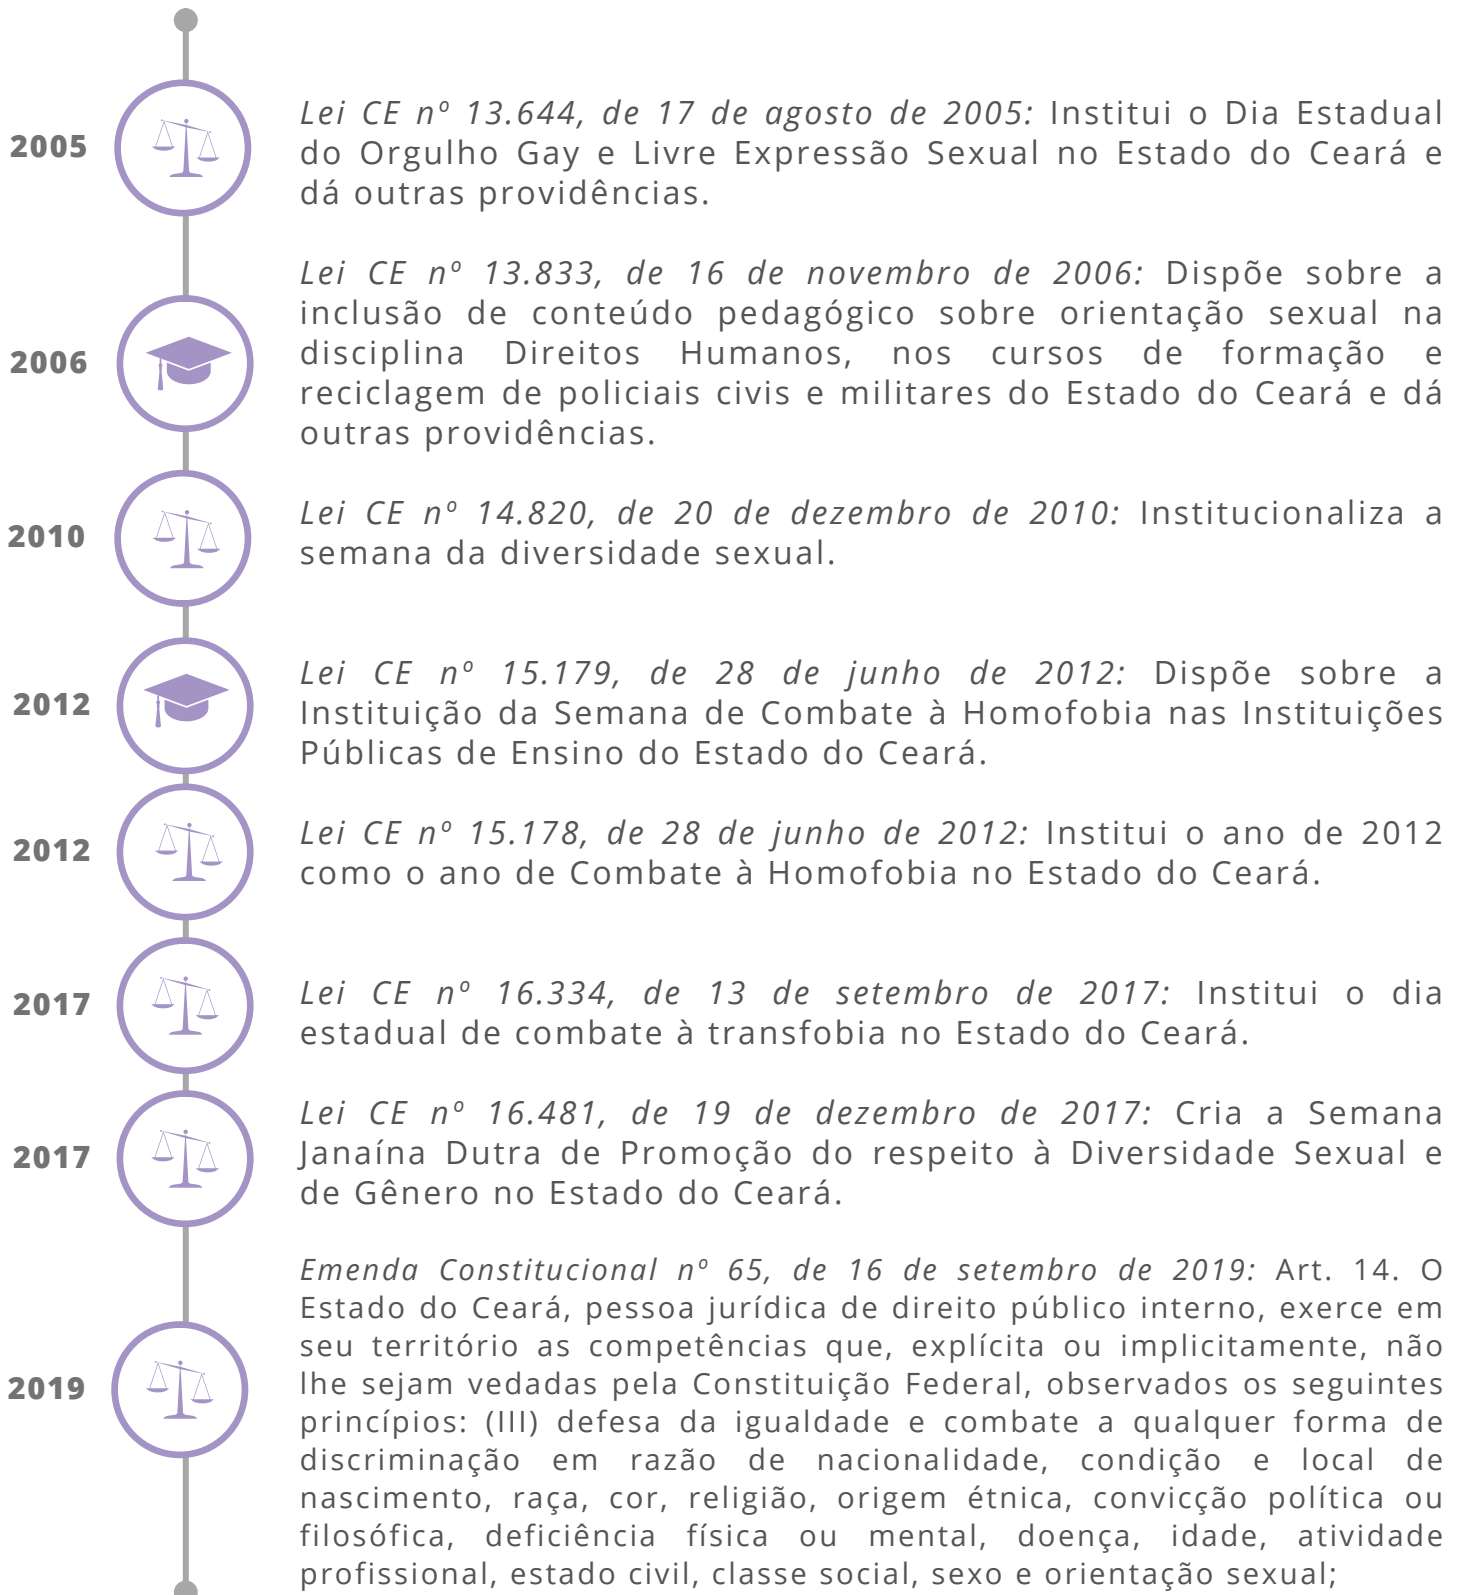 2005
Lei CE nº 13.644, de 17 de agosto de 2005: Institui o Dia Estadual
do Orgulho Gay e Livre Expressão Sexual no Estado do Ceará e
dá outras providências.
2006
Lei CE nº 13.833, de 16 de novembro de 2006: Dispõe sobre a
inclusão de conteúdo pedagógico sobre orientação sexual na
disciplina Direitos Humanos, nos cursos de formação e
reciclagem de policiais civis e militares do Estado do Ceará e dá
outras providências.
2010
Lei CE nº 14.820, de 20 de dezembro de 2010: Institucionaliza a
semana da diversidade sexual.
2012
Lei CE nº 15.179, de 28 de junho de 2012: Dispõe sobre a
Instituição da Semana de Combate à Homofobia nas Instituições
Públicas de Ensino do Estado do Ceará.
2012
Lei CE nº 15.178, de 28 de junho de 2012: Institui o ano de 2012
como o ano de Combate à Homofobia no Estado do Ceará.
2017
Lei CE nº 16.334, de 13 de setembro de 2017: Institui o dia
estadual de combate à transfobia no Estado do Ceará.
2017
Lei CE nº 16.481, de 19 de dezembro de 2017: Cria a Semana
Janaína Dutra de Promoção do respeito à Diversidade Sexual e
de Gênero no Estado do Ceará.
2019
Emenda Constitucional nº 65, de 16 de setembro de 2019: Art. 14. O
Estado do Ceará, pessoa jurídica de direito público interno, exerce em
seu território as competências que, explícita ou implicitamente, não
lhe sejam vedadas pela Constituição Federal, observados os seguintes
princípios: (III) defesa da igualdade e combate a qualquer forma de
discriminação em razão de nacionalidade, condição e local de
nascimento, raça, cor, religião, origem étnica, convicção política ou
filosófica, deficiência física ou mental, doença, idade, atividade
profissional, estado civil, classe social, sexo e orientação sexual;